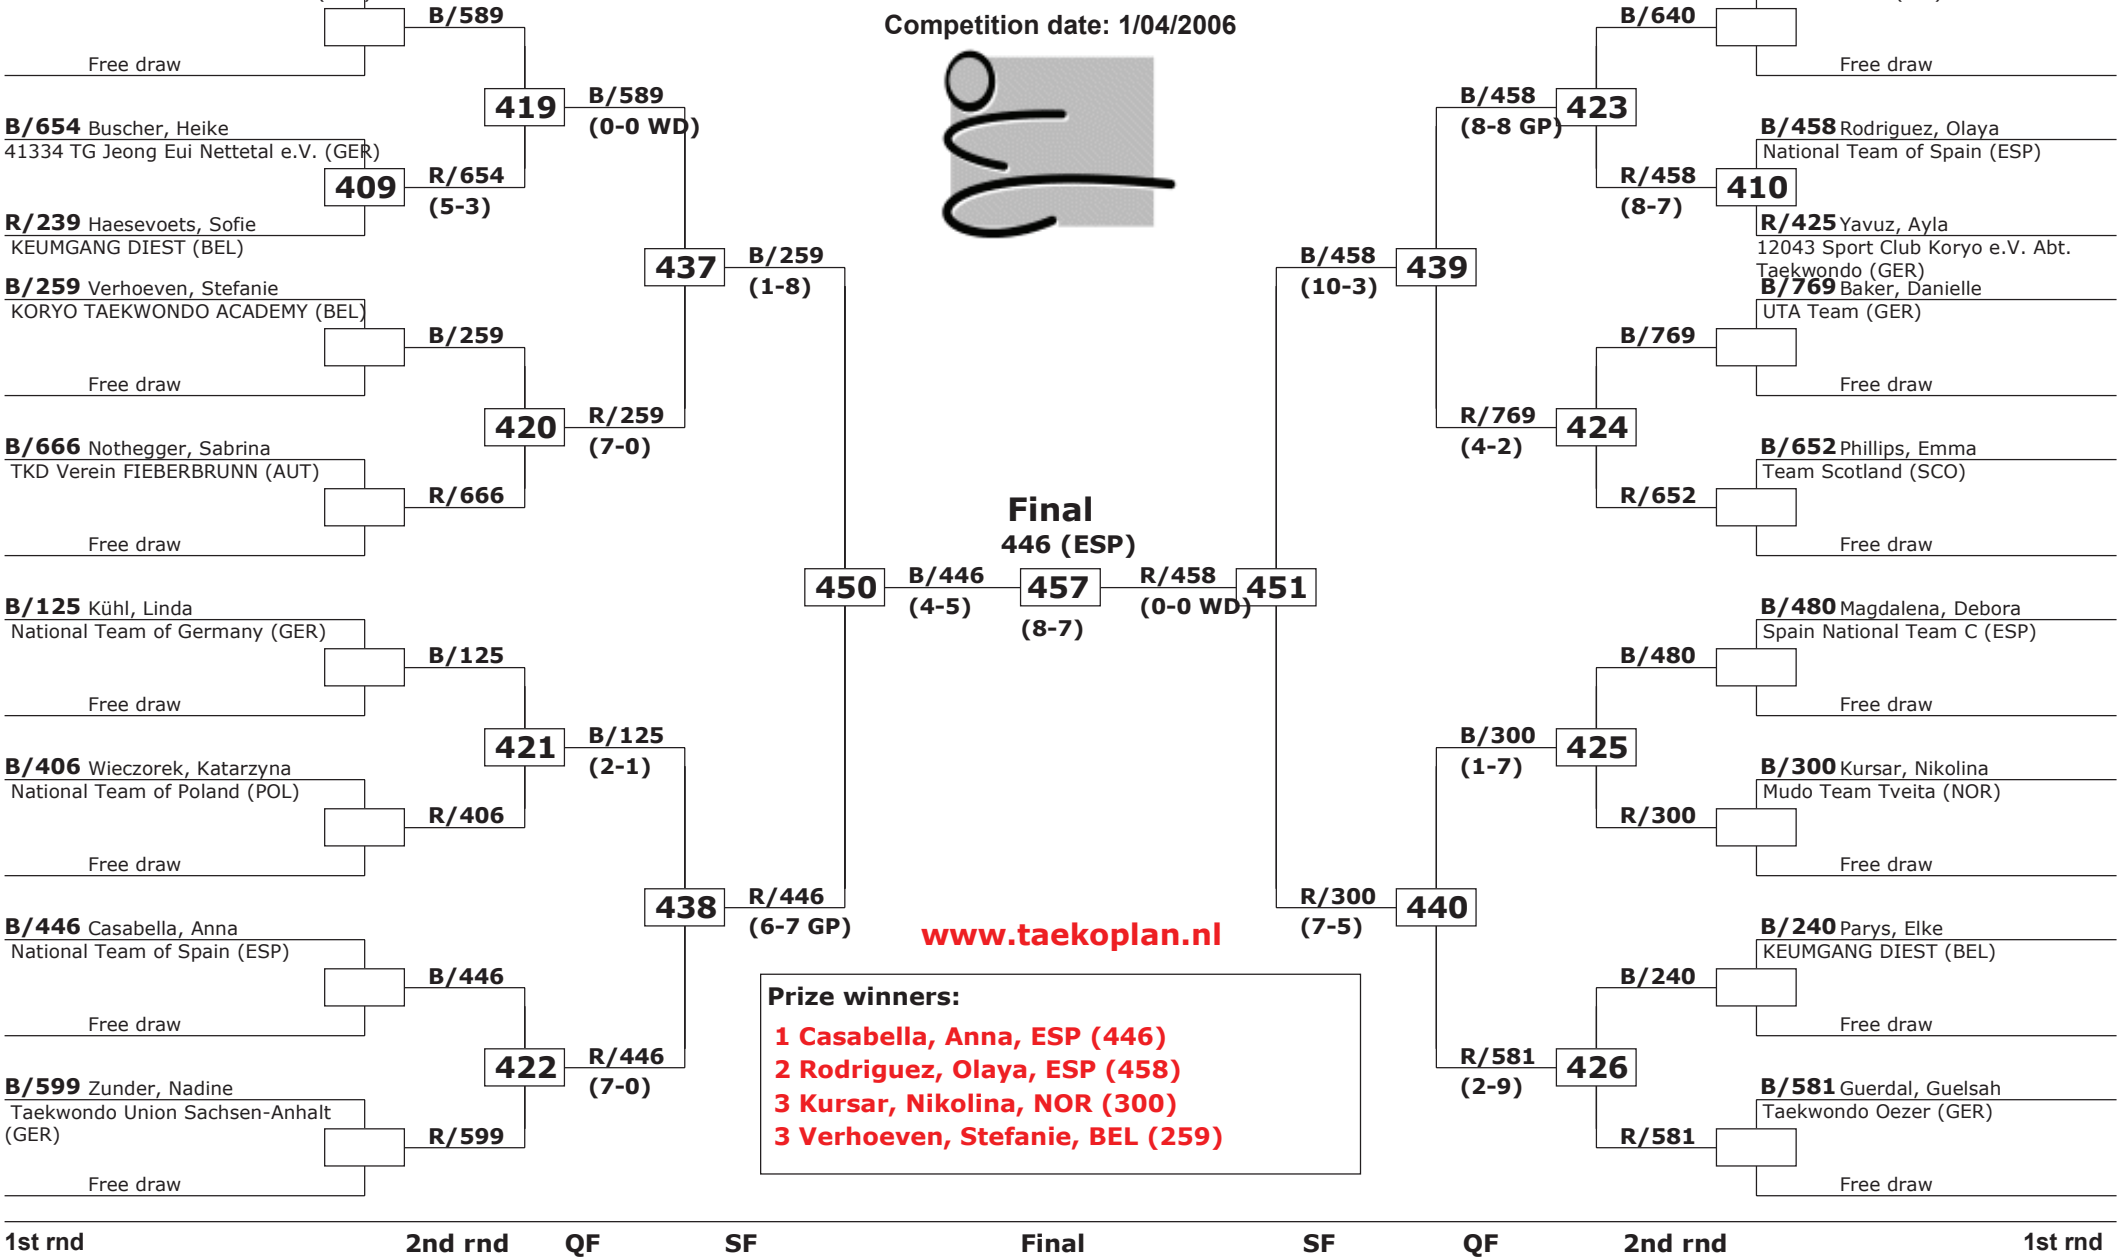 Competition date: 1/04/2006
B/589
Free draw
419
B/589
(0-0 WD)
B/654 Buscher, Heike
41334 TG Jeong Eui Nettetal e.V. (GER)
409
R/654
(5-3)
R/239 Haesevoets, Sofie
KEUMGANG DIEST (BEL)
437
B/259
(1-8)
B/259 Verhoeven, Stefanie
KORYO TAEKWONDO ACADEMY (BEL)
B/259
Free draw
420
R/259
(7-0)
B/666 Nothegger, Sabrina
TKD Verein FIEBERBRUNN (AUT)
R/666
Free draw
450
B/446
(4-5)
B/125 Kühl, Linda
National Team of Germany (GER)
B/125
Free draw
421
B/125
(2-1)
B/406 Wieczorek, Katarzyna
National Team of Poland (POL)
R/406
Free draw
438
R/446
(6-7 GP)
B/446 Casabella, Anna
National Team of Spain (ESP)
B/446
Free draw
422
R/446
(7-0)
B/599 Zunder, Nadine
Taekwondo Union Sachsen-Anhalt
(GER)
R/599
Free draw
Final
446 (ESP)
457
(8-7)
R/458
(0-0 WD)
451
www.taekoplan.nl
Prize winners:
1 Casabella, Anna, ESP (446)
2 Rodriguez, Olaya, ESP (458)
3 Kursar, Nikolina, NOR (300)
3 Verhoeven, Stefanie, BEL (259)
B/640
Free draw
B/458
(8-8 GP)
423
B/458 Rodriguez, Olaya
National Team of Spain (ESP)
R/458
(8-7)
410
R/425 Yavuz, Ayla
12043 Sport Club Koryo e.V. Abt.
Taekwondo (GER)
B/458
(10-3)
439
B/769 Baker, Danielle
UTA Team (GER)
B/769
Free draw
R/769
(4-2)
424
B/652 Phillips, Emma
Team Scotland (SCO)
R/652
Free draw
B/480 Magdalena, Debora
Spain National Team C (ESP)
B/480
Free draw
B/300
(1-7)
425
B/300 Kursar, Nikolina
Mudo Team Tveita (NOR)
R/300
Free draw
R/300
(7-5)
440
B/240 Parys, Elke
KEUMGANG DIEST (BEL)
B/240
Free draw
R/581
(2-9)
426
B/581 Guerdal, Guelsah
Taekwondo Oezer (GER)
R/581
Free draw
1st rnd 2nd rnd QF SF Final SF QF 2nd rnd 1st rnd